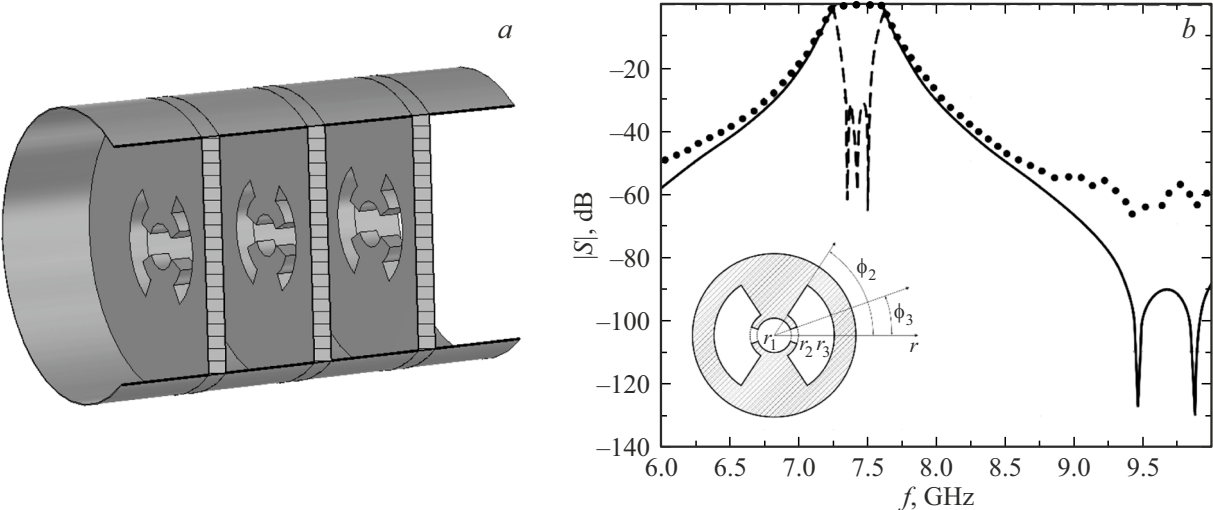 a
b
|S|, dB
–20
–40
–60
–80
–100
–120
–140
6.0 6.5 7.0 7.5 8.0 8.5 9.0 9.5
f, GHz
ϕ2
ϕ3
r1 r2 r3 r